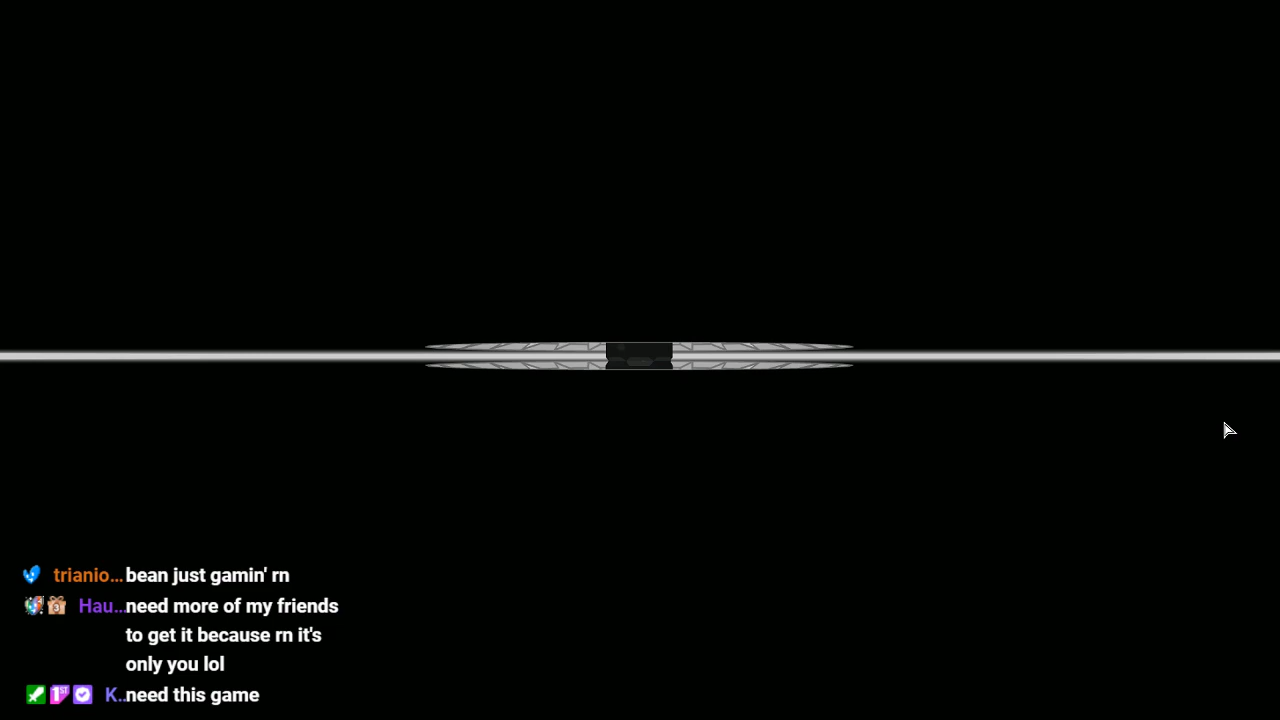 trianio... bean just gamin' rn
Hau... need more of my friends
to get it because rn it's
only you lol
K.. need this game